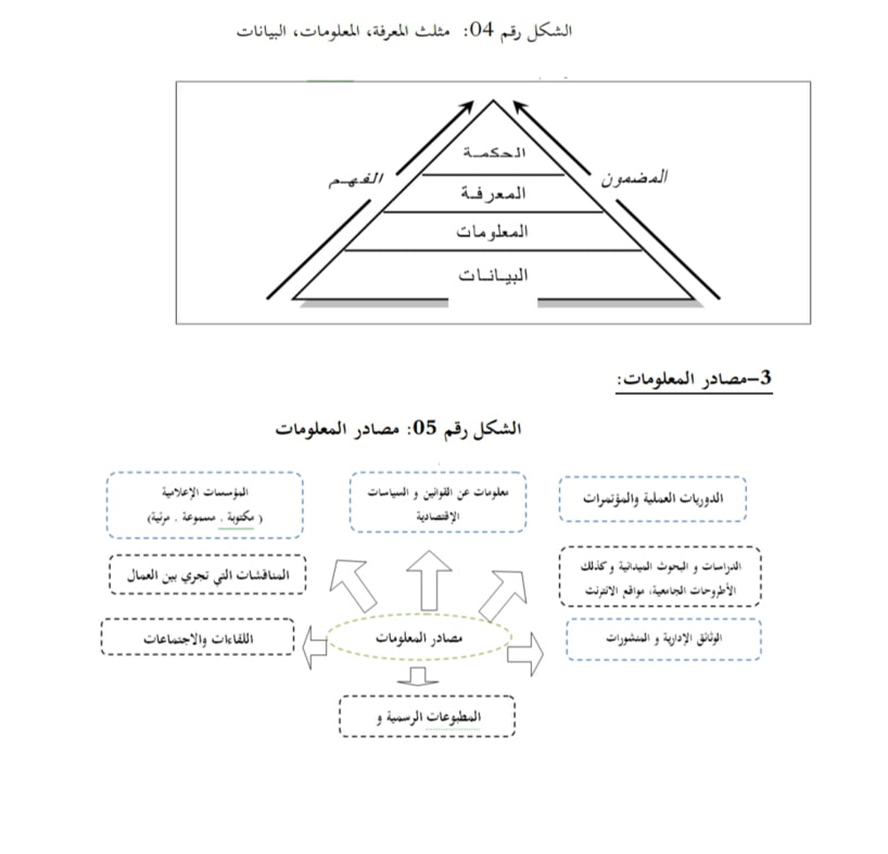 الشكل رقم 04: مثلث المعرفة، المعلومات، البيانات
الحكمة
المعرفة
المعلومات
البيانات
المضمون
الفهم
3-مصادر المعلومات:
الشكل رقم 05: مصادر المعلومات
الدوريات العملية والمؤتمرات
معلومات عن القوانين و السياسات
الإقتصادية
المؤسسات الإعلامية
( مكتوبة . مسموعة . مرئية)
الدراسات و البحوث الميدانية و كذلك
الأطروحات الجامعية، مواقع الانترنت
المناقشات التي تجري بين العمال
الوثائق الإدارية و المنشورات
مصادر المعلومات
اللقاءات والاجتماعات
المطبوعات الرسمية و